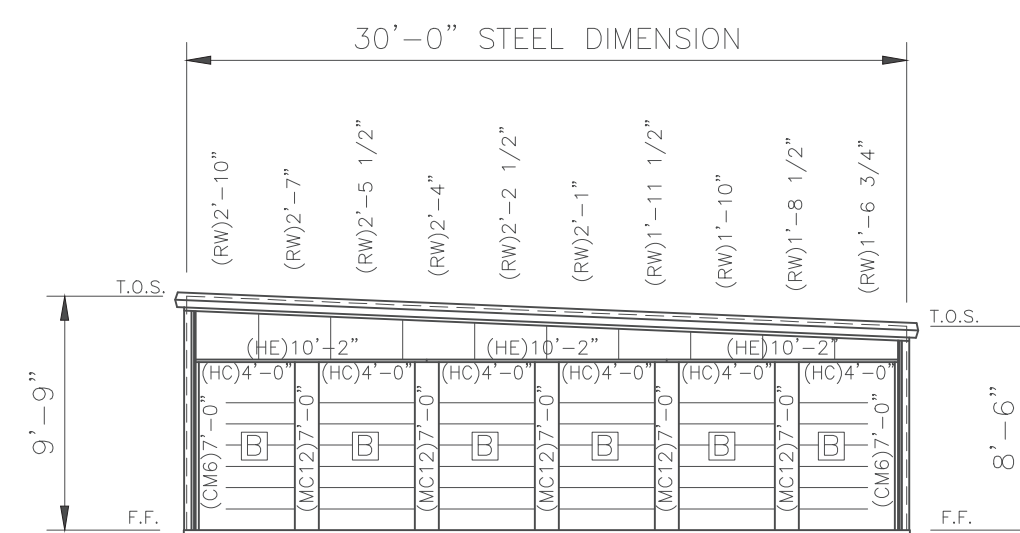 30'-0" STEEL DIMENSION
(RW)2'-10"
(RW)2'-7"
(RW)2'-5 1/2"
(RW)2'-4"
(RW)2'-2 1/2"
(RW)2'-1"
(RW)1'-11 1/2"
(RW)1'-10"
(RW)1'-8 1/2"
(RW)1'-6 3/4"
T.O.S.
T.O.S.
(HE)10'-2"
(HE)10'-2"
(HE)10'-2"
(HC)4'-0"
(HC)4'-0"
(HC)4'-0"
(HC)4'-0"
(HC)4'-0"
(HC)4'-0"
9'-9"
8'-6"
(CM6)7'-0"
B
(MC12)7'-0"
B
(MC12)7'-0"
B
(MC12)7'-0"
B
(MC12)7'-0"
B
(MC12)7'-0"
B
(CM6)7'-0"
F.F.
F.F.